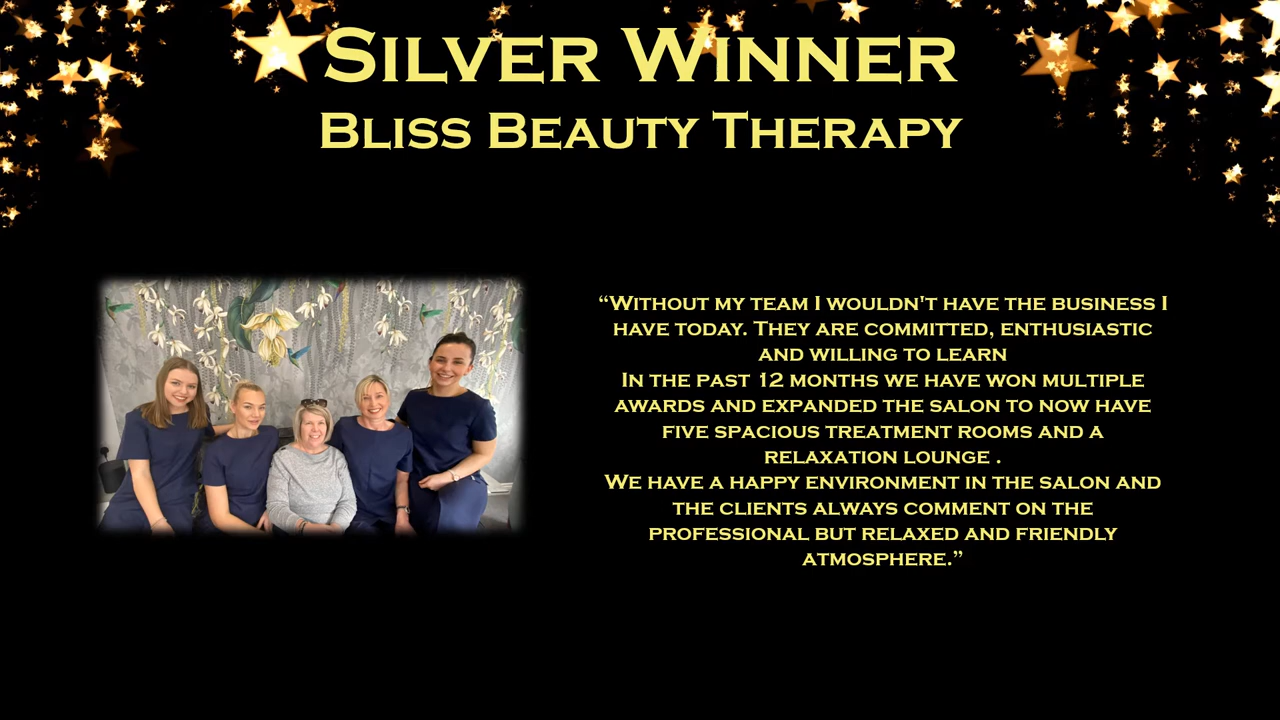 Silver Winner
Bliss Beauty Therapy
“Without my team I wouldn't have the business I
have today. They are committed, enthusiastic
and willing to learn
In the past 12 months we have won multiple
awards and expanded the salon to now have
five spacious treatment rooms and a
relaxation lounge .
We have a happy environment in the salon and
the clients always comment on the
professional but relaxed and friendly
atmosphere.”